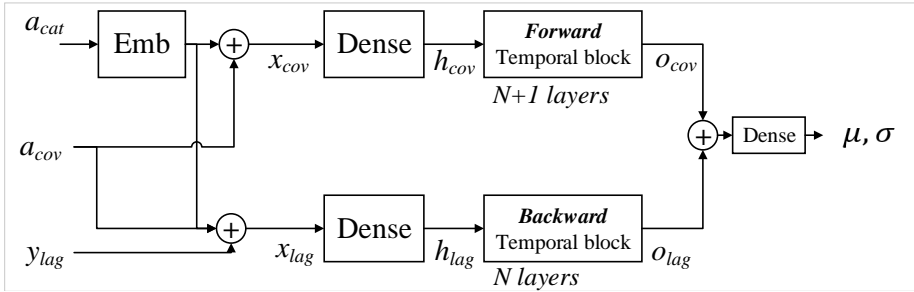 a_cat
Emb
+
x_cov
Dense
h_cov
Forward
Temporal block
N+1 layers
o_cov
a_cov
+
Dense
μ, σ
y_lag
+
x_lag
Dense
h_lag
Backward
Temporal block
N layers
o_lag